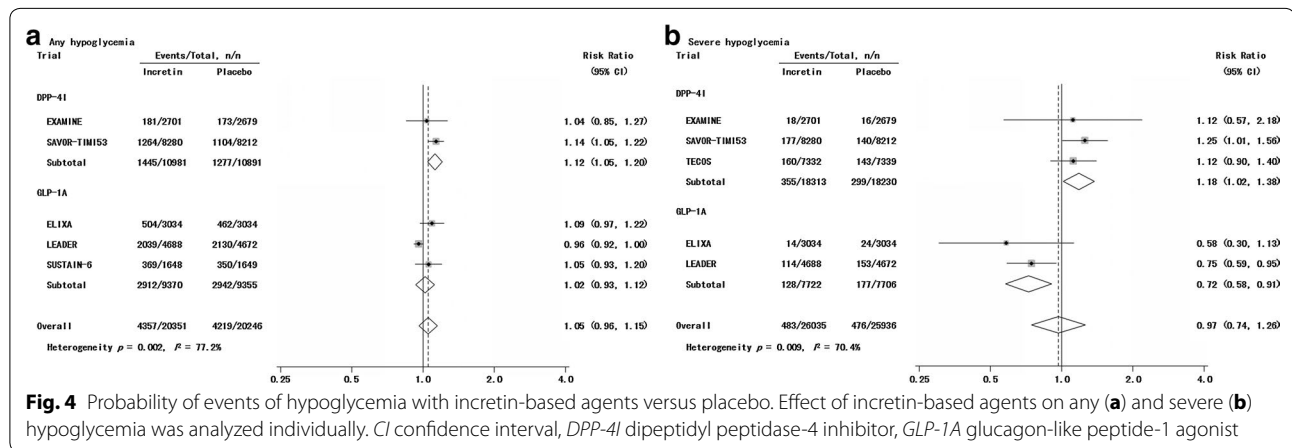 a Any hypoglycemia
Trial Events/Total, n/n Risk Ratio
Incretin Placebo (95% CI)
DPP-4I
EXAMINE 181/2701 173/2679 1.04 (0.85, 1.27)
SAVOR-TIMI53 1264/8280 1104/8212 1.14 (1.05, 1.22)
Subtotal 1445/10981 1277/10891 1.12 (1.05, 1.20)
GLP-1A
ELIXA 504/3034 462/3034 1.09 (0.97, 1.22)
LEADER 2039/4688 2130/4672 0.96 (0.92, 1.00)
SUSTAIN-6 369/1648 350/1649 1.05 (0.93, 1.20)
Subtotal 2912/9370 2942/9355 1.02 (0.93, 1.12)
Overall 4357/20351 4219/20246 1.05 (0.96, 1.15)
Heterogeneity p = 0.002, I² = 77.2%
0.25 0.5 1.0 2.0 4.0
b Severe hypoglycemia
Trial Events/Total, n/n Risk Ratio
Incretin Placebo (95% CI)
DPP-4I
EXAMINE 18/2701 16/2679 1.12 (0.57, 2.18)
SAVOR-TIMI53 177/8280 140/8212 1.25 (1.01, 1.56)
TECOS 160/7332 143/7339 1.12 (0.90, 1.40)
Subtotal 355/18313 299/18230 1.18 (1.02, 1.38)
GLP-1A
ELIXA 14/3034 24/3034 0.58 (0.30, 1.13)
LEADER 114/4688 153/4672 0.75 (0.59, 0.95)
Subtotal 128/7722 177/7706 0.72 (0.58, 0.91)
Overall 483/26035 476/25936 0.97 (0.74, 1.26)
Heterogeneity p = 0.009, I² = 70.4%
0.25 0.5 1.0 2.0 4.0
Fig. 4 Probability of events of hypoglycemia with incretin-based agents versus placebo. Effect of incretin-based agents on any (a) and severe (b)
hypoglycemia was analyzed individually. CI confidence interval, DPP-4I dipeptidyl peptidase-4 inhibitor, GLP-1A glucagon-like peptide-1 agonist